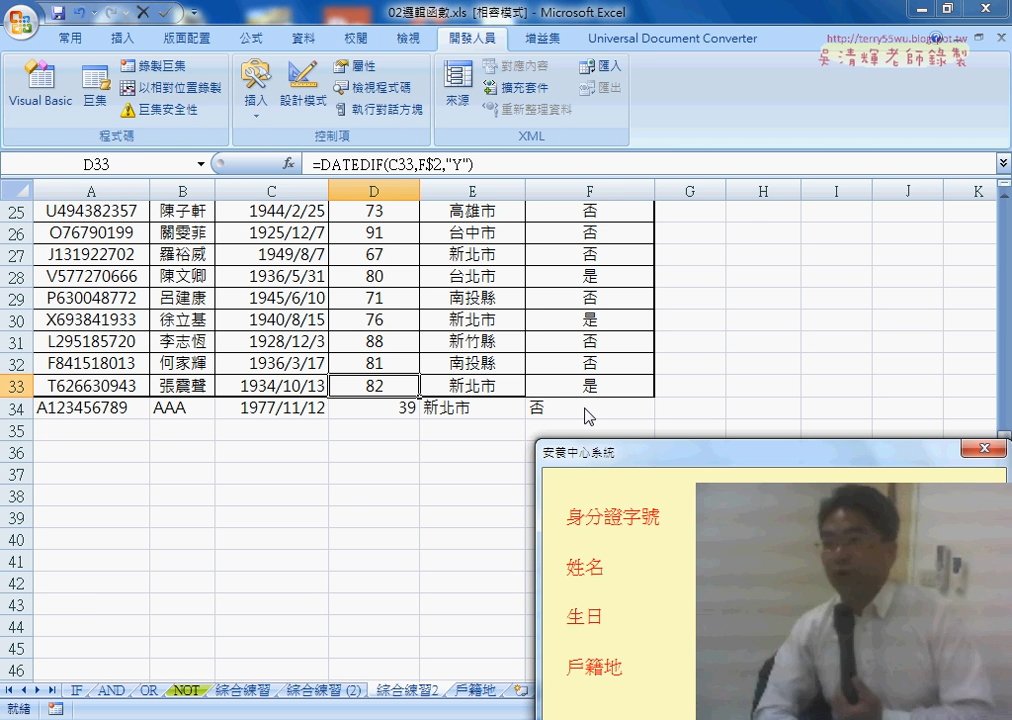 02邏輯函數.xls [相容模式] - Microsoft Excel
常用 插入 版面配置 公式 資料 校閱 檢視 開發人員 增益集 Universal Document Converter
http://terry55wu.blogspot.tw
吳清輝老師錄製
Visual Basic 巨集 錄製巨集 以相對位置錄製 巨集安全性
插入 設計模式 屬性 檢視程式碼 執行對話方塊
來源 對應內容 擴充套件 重新整理資料 匯入 匯出
程式碼 控制項 XML
D33 fx =DATEDIF(C33,F$2,"Y")
A B C D E F G H I J K
25 U494382357 陳子軒 1944/2/25 73 高雄市 否
26 O76790199 關雯菲 1925/12/7 91 台中市 否
27 J131922702 羅裕威 1949/8/7 67 新北市 否
28 V577270666 陳文卿 1936/5/31 80 台北市 是
29 P630048772 呂建康 1945/6/10 71 南投縣 否
30 X693841933 徐立基 1940/8/15 76 新北市 是
31 L295185720 李志恆 1928/12/3 88 新竹縣 否
32 F841518013 何家輝 1936/3/17 81 南投縣 否
33 T626630943 張震聲 1934/10/13 82 新北市 是
34 A123456789 AAA 1977/11/12 39 新北市 否
35
36
37
38
39
40
41
42
43
44
45
46
安養中心系統
身分證字號
姓名
生日
戶籍地
IF AND OR NOT 綜合練習 綜合練習 (2) 綜合練習2 戶籍地
就緒